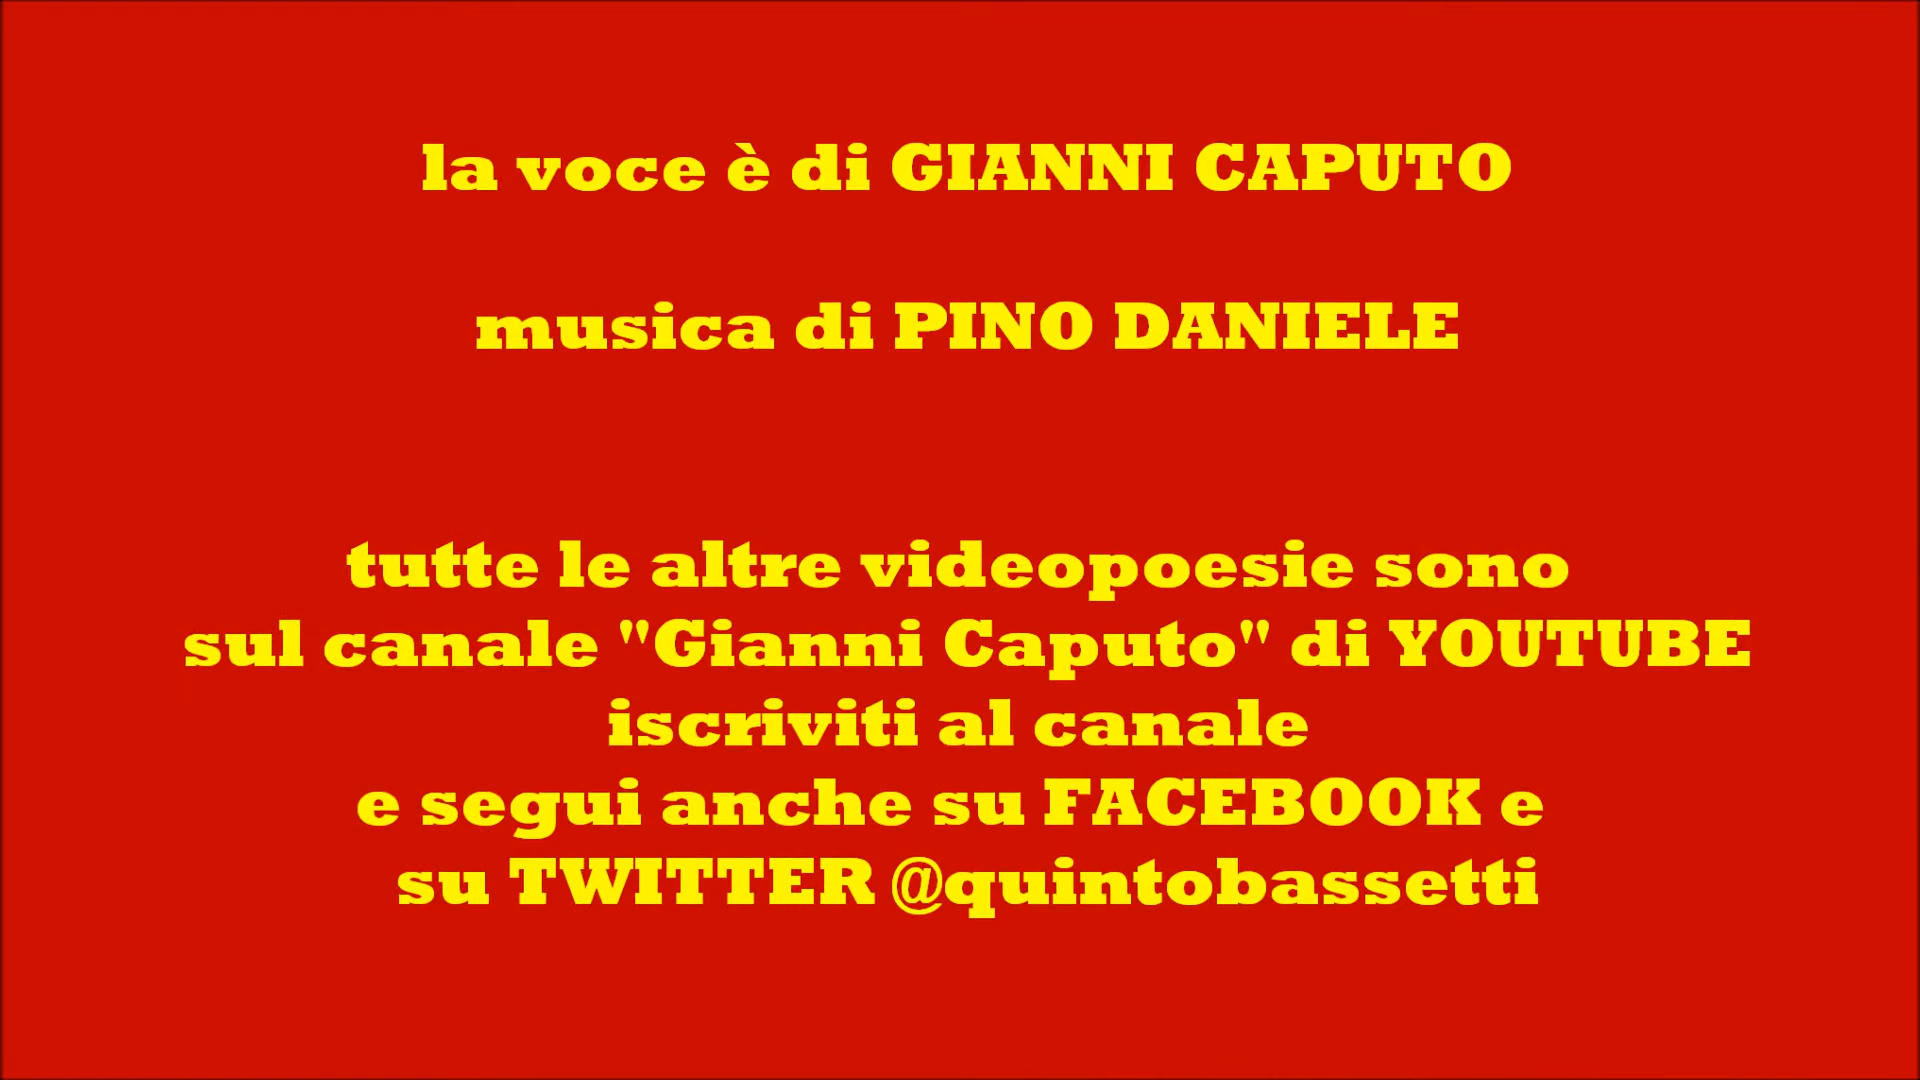 la voce è di GIANNI CAPUTO
musica di PINO DANIELE
tutte le altre videopoesie sono
sul canale "Gianni Caputo" di YOUTUBE
iscriviti al canale
e segui anche su FACEBOOK e
su TWITTER @quintobassetti